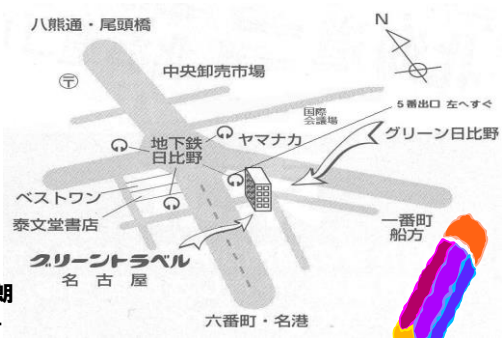 八熊通・尾頭橋
N
中央卸売市場
〒
5番出口 左へすぐ
国際
会議場
グリーン日比野
地下鉄
日比野
ヤマナカ
ベストワン
泰文堂書店
一番町
船方
グリーントラベル
名古屋
朗
六番町・名港